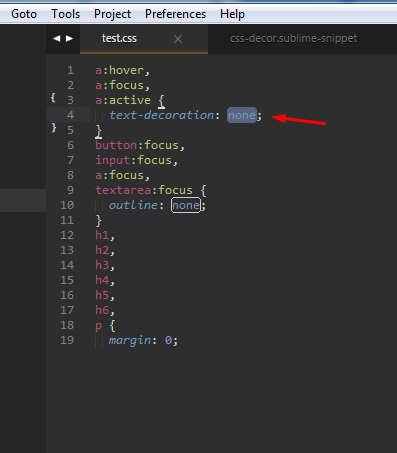 Goto Tools Project Preferences Help
test.css × css-decor.sublime-snippet
1 a:hover,
2 a:focus,
{ 3 a:active {
4 text-decoration: none;
} 5 }
6 button:focus,
7 input:focus,
8 a:focus,
9 textarea:focus {
10 outline: none;
11 }
12 h1,
13 h2,
14 h3,
15 h4,
16 h5,
17 h6,
18 p {
19 margin: 0;